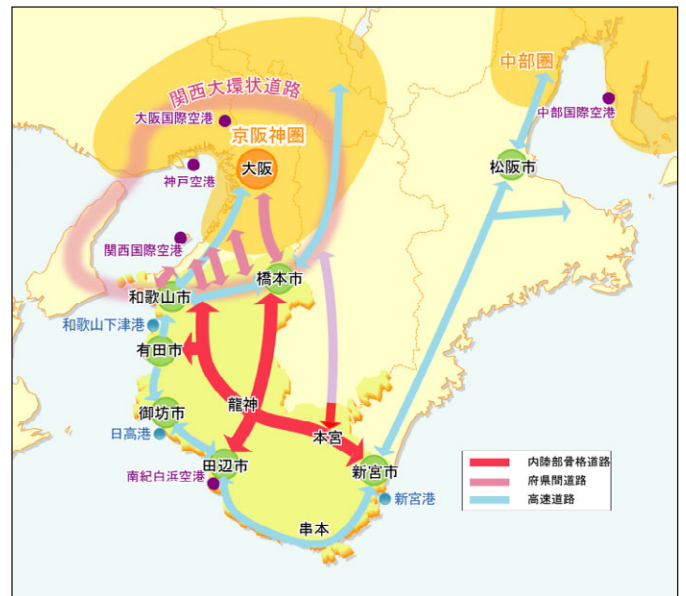 中部圏
関西大環状道路
中部国際空港
大阪国際空港
京阪神圏
大阪
松阪市
神戸空港
関西国際空港
橋本市
和歌山市
和歌山下津港
有田市
龍神
御坊市
日高港
本宮
田辺市
新宮市
南紀白浜空港
新宮港
串本
内陸部骨格道路
府県間道路
高速道路